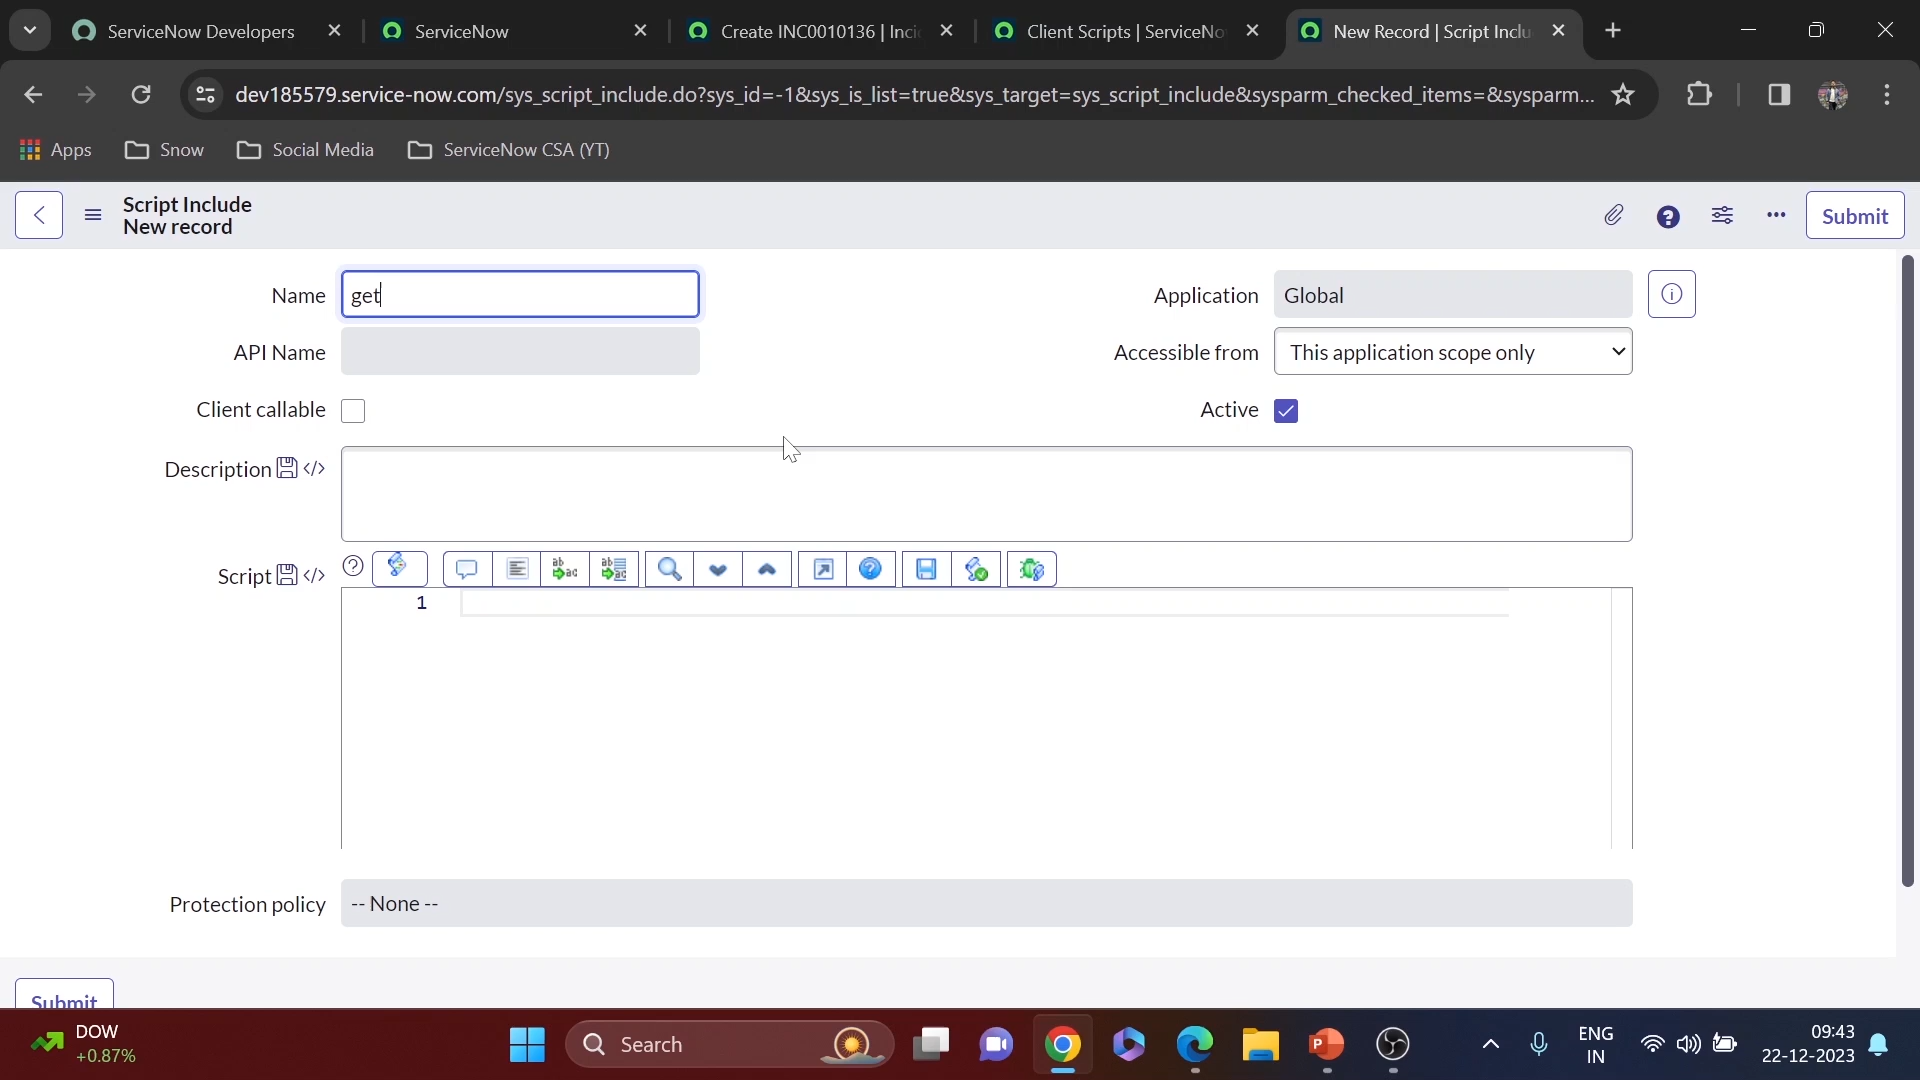 ServiceNow Developers
ServiceNow
Create INC0010136 | Inci
Client Scripts | ServiceNo
New Record | Script Inclu
dev185579.service-now.com/sys_script_include.do?sys_id=-1&sys_is_list=true&sys_target=sys_script_include&sysparm_checked_items=&sysparm...
Apps
Snow
Social Media
ServiceNow CSA (YT)
Script Include
New record
Submit
Name
get
Application
Global
API Name
Accessible from
This application scope only
Client callable
Active
Description
Script
1
Protection policy
-- None --
Submit
DOW
+0.87%
Search
ENG
IN
09:43
22-12-2023